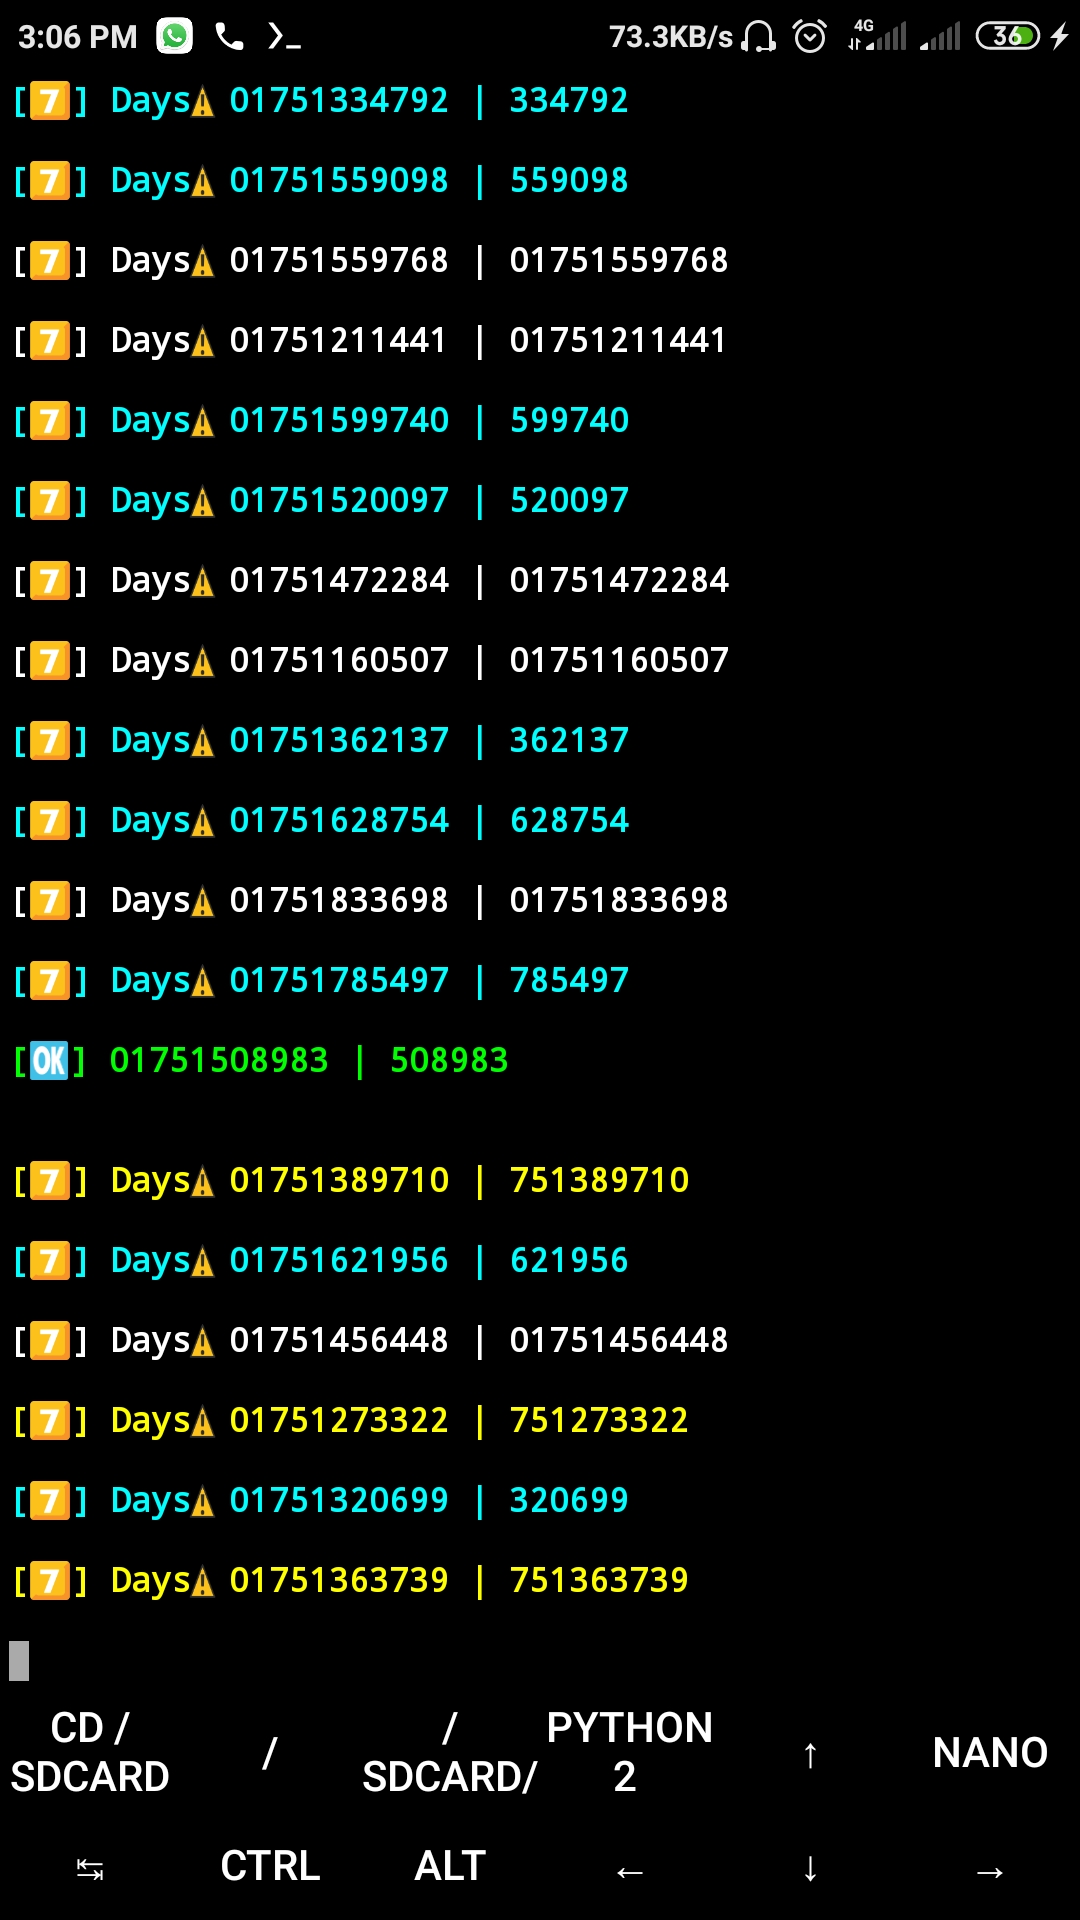 3:06 PM 73.3KB/s 4G 36
[7] Days⚠ 01751334792 | 334792
[7] Days⚠ 01751559098 | 559098
[7] Days⚠ 01751559768 | 01751559768
[7] Days⚠ 01751211441 | 01751211441
[7] Days⚠ 01751599740 | 599740
[7] Days⚠ 01751520097 | 520097
[7] Days⚠ 01751472284 | 01751472284
[7] Days⚠ 01751160507 | 01751160507
[7] Days⚠ 01751362137 | 362137
[7] Days⚠ 01751628754 | 628754
[7] Days⚠ 01751833698 | 01751833698
[7] Days⚠ 01751785497 | 785497
[OK] 01751508983 | 508983
[7] Days⚠ 01751389710 | 751389710
[7] Days⚠ 01751621956 | 621956
[7] Days⚠ 01751456448 | 01751456448
[7] Days⚠ 01751273322 | 751273322
[7] Days⚠ 01751320699 | 320699
[7] Days⚠ 01751363739 | 751363739
CD / / / PYTHON ↑ NANO
SDCARD SDCARD/ 2
↹ CTRL ALT ← ↓ →